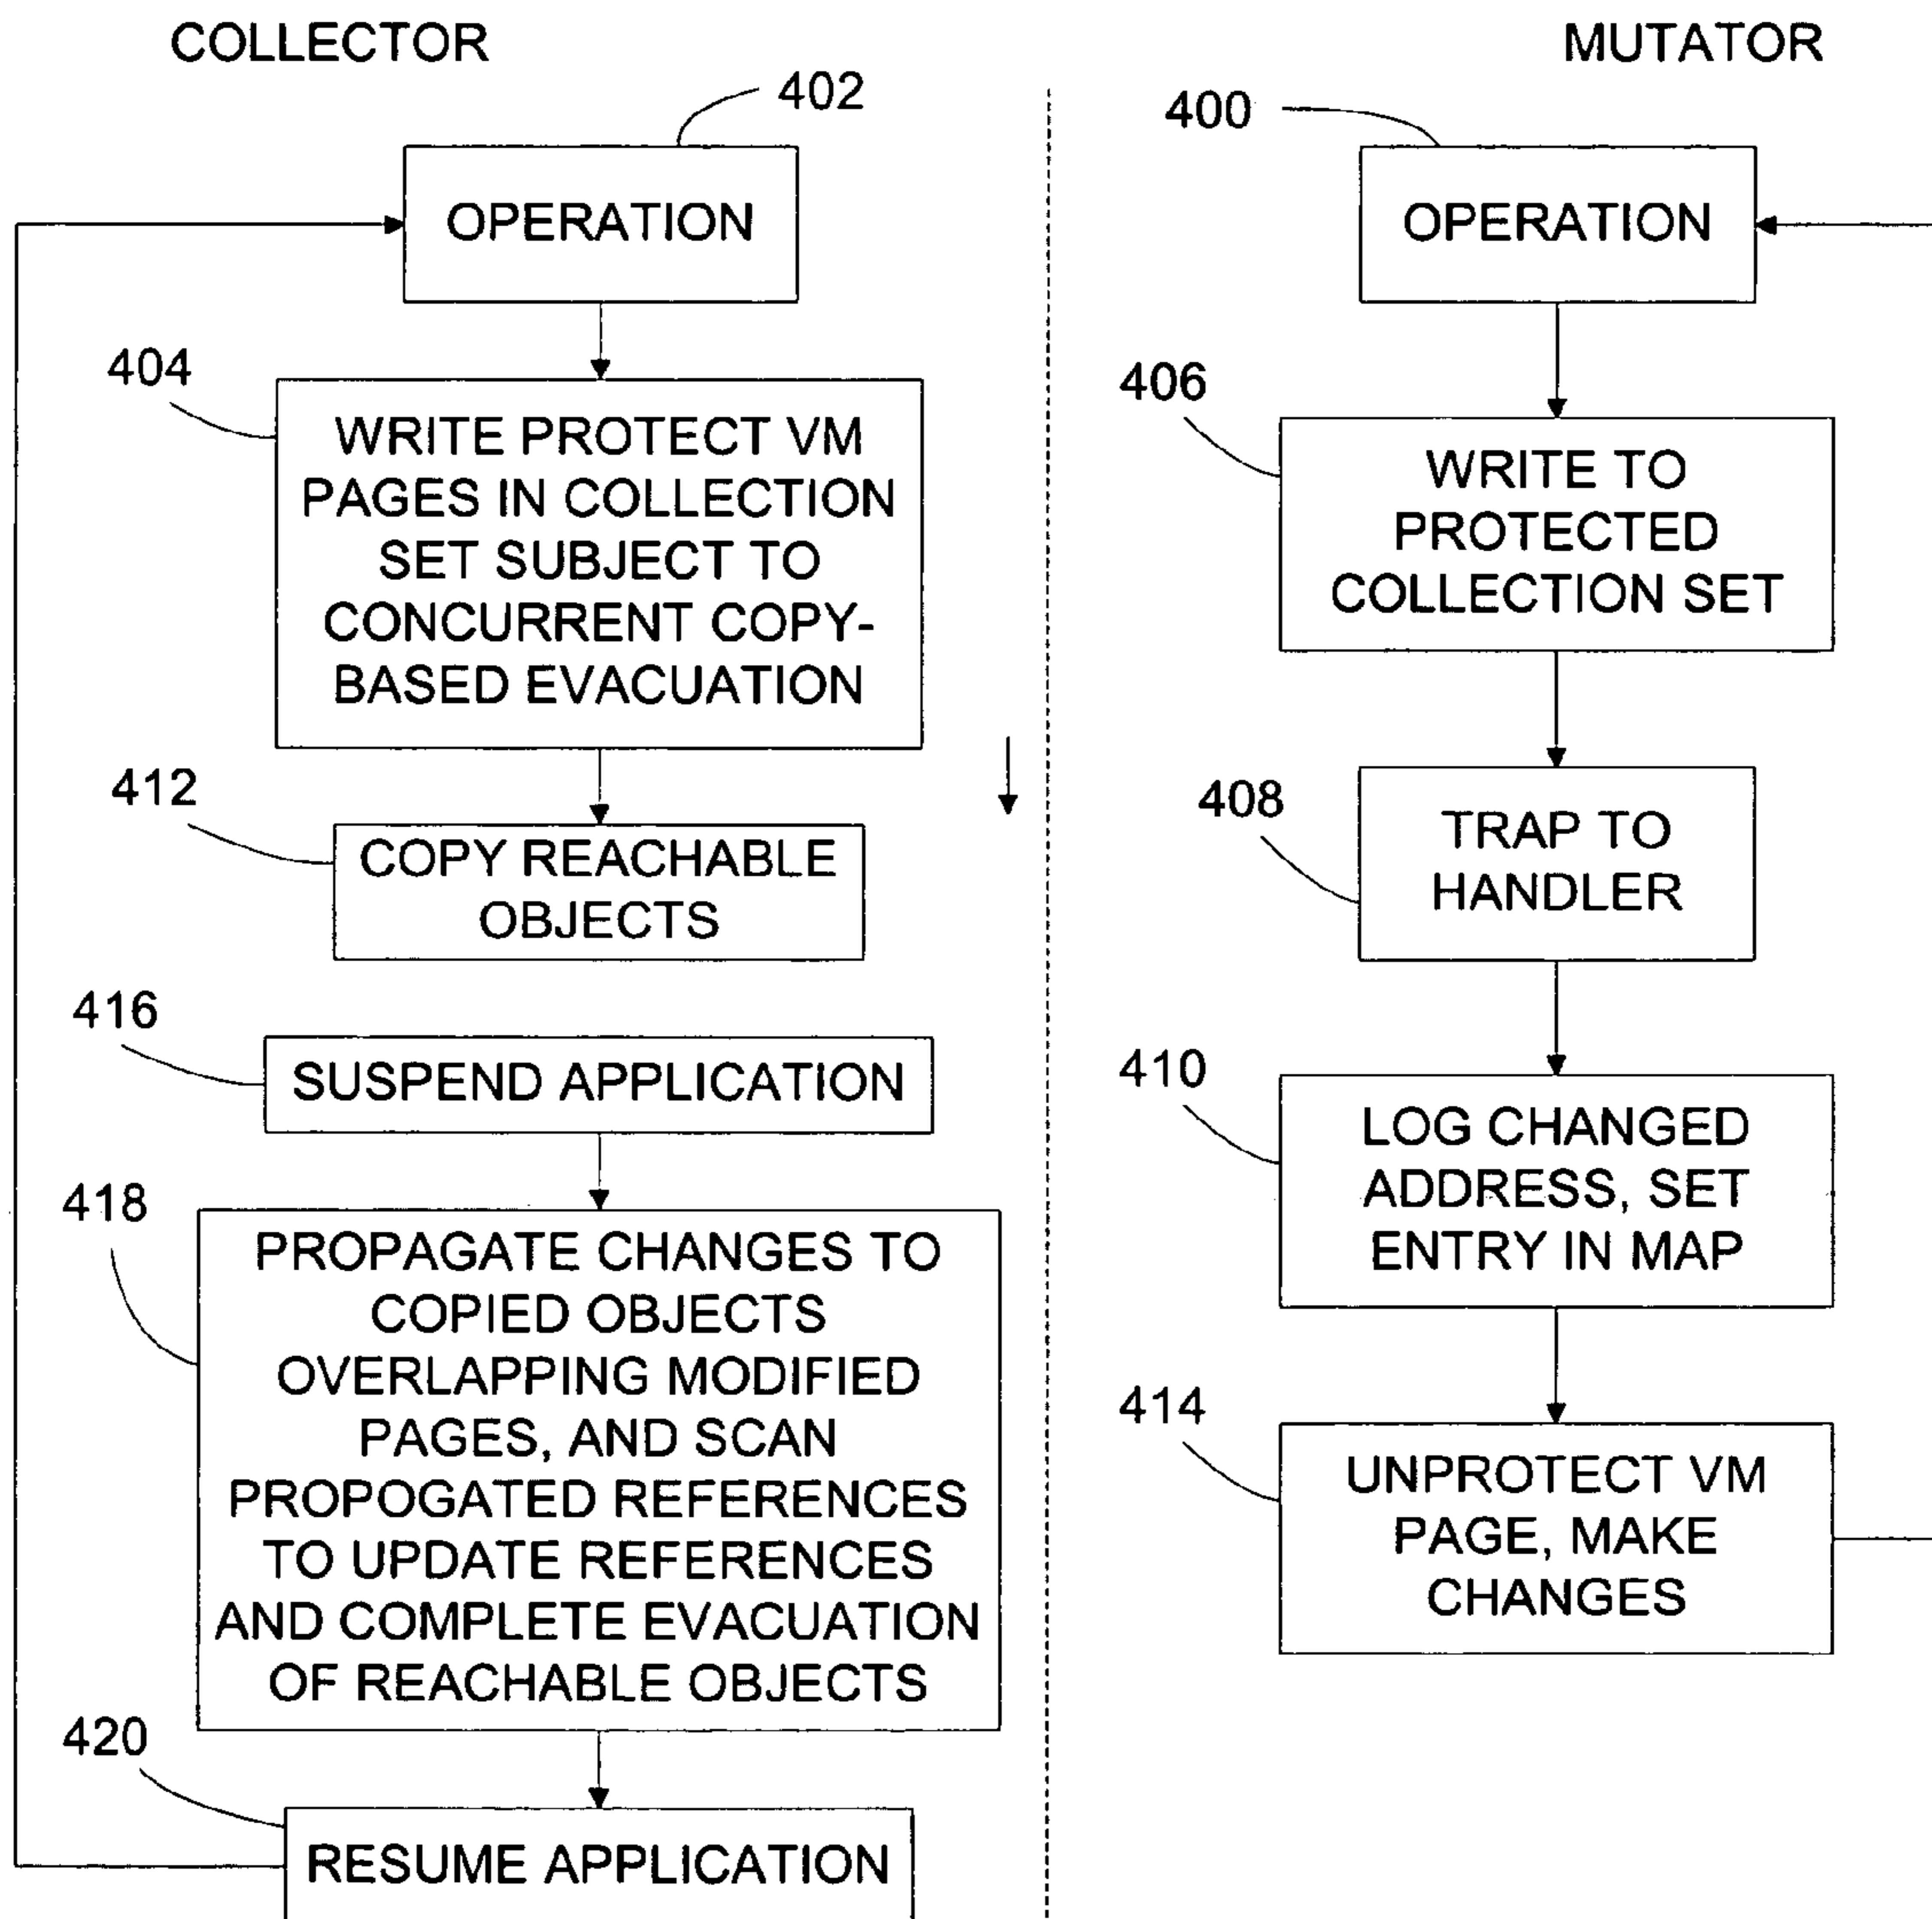 COLLECTOR
402
OPERATION
404
WRITE PROTECT VM
PAGES IN COLLECTION
SET SUBJECT TO
CONCURRENT COPY-
BASED EVACUATION
412
COPY REACHABLE
OBJECTS
416
SUSPEND APPLICATION
418
PROPAGATE CHANGES TO
COPIED OBJECTS
OVERLAPPING MODIFIED
PAGES, AND SCAN
PROPOGATED REFERENCES
TO UPDATE REFERENCES
AND COMPLETE EVACUATION
OF REACHABLE OBJECTS
420
RESUME APPLICATION
MUTATOR
400
OPERATION
406
WRITE TO
PROTECTED
COLLECTION SET
408
TRAP TO
HANDLER
410
LOG CHANGED
ADDRESS, SET
ENTRY IN MAP
414
UNPROTECT VM
PAGE, MAKE
CHANGES